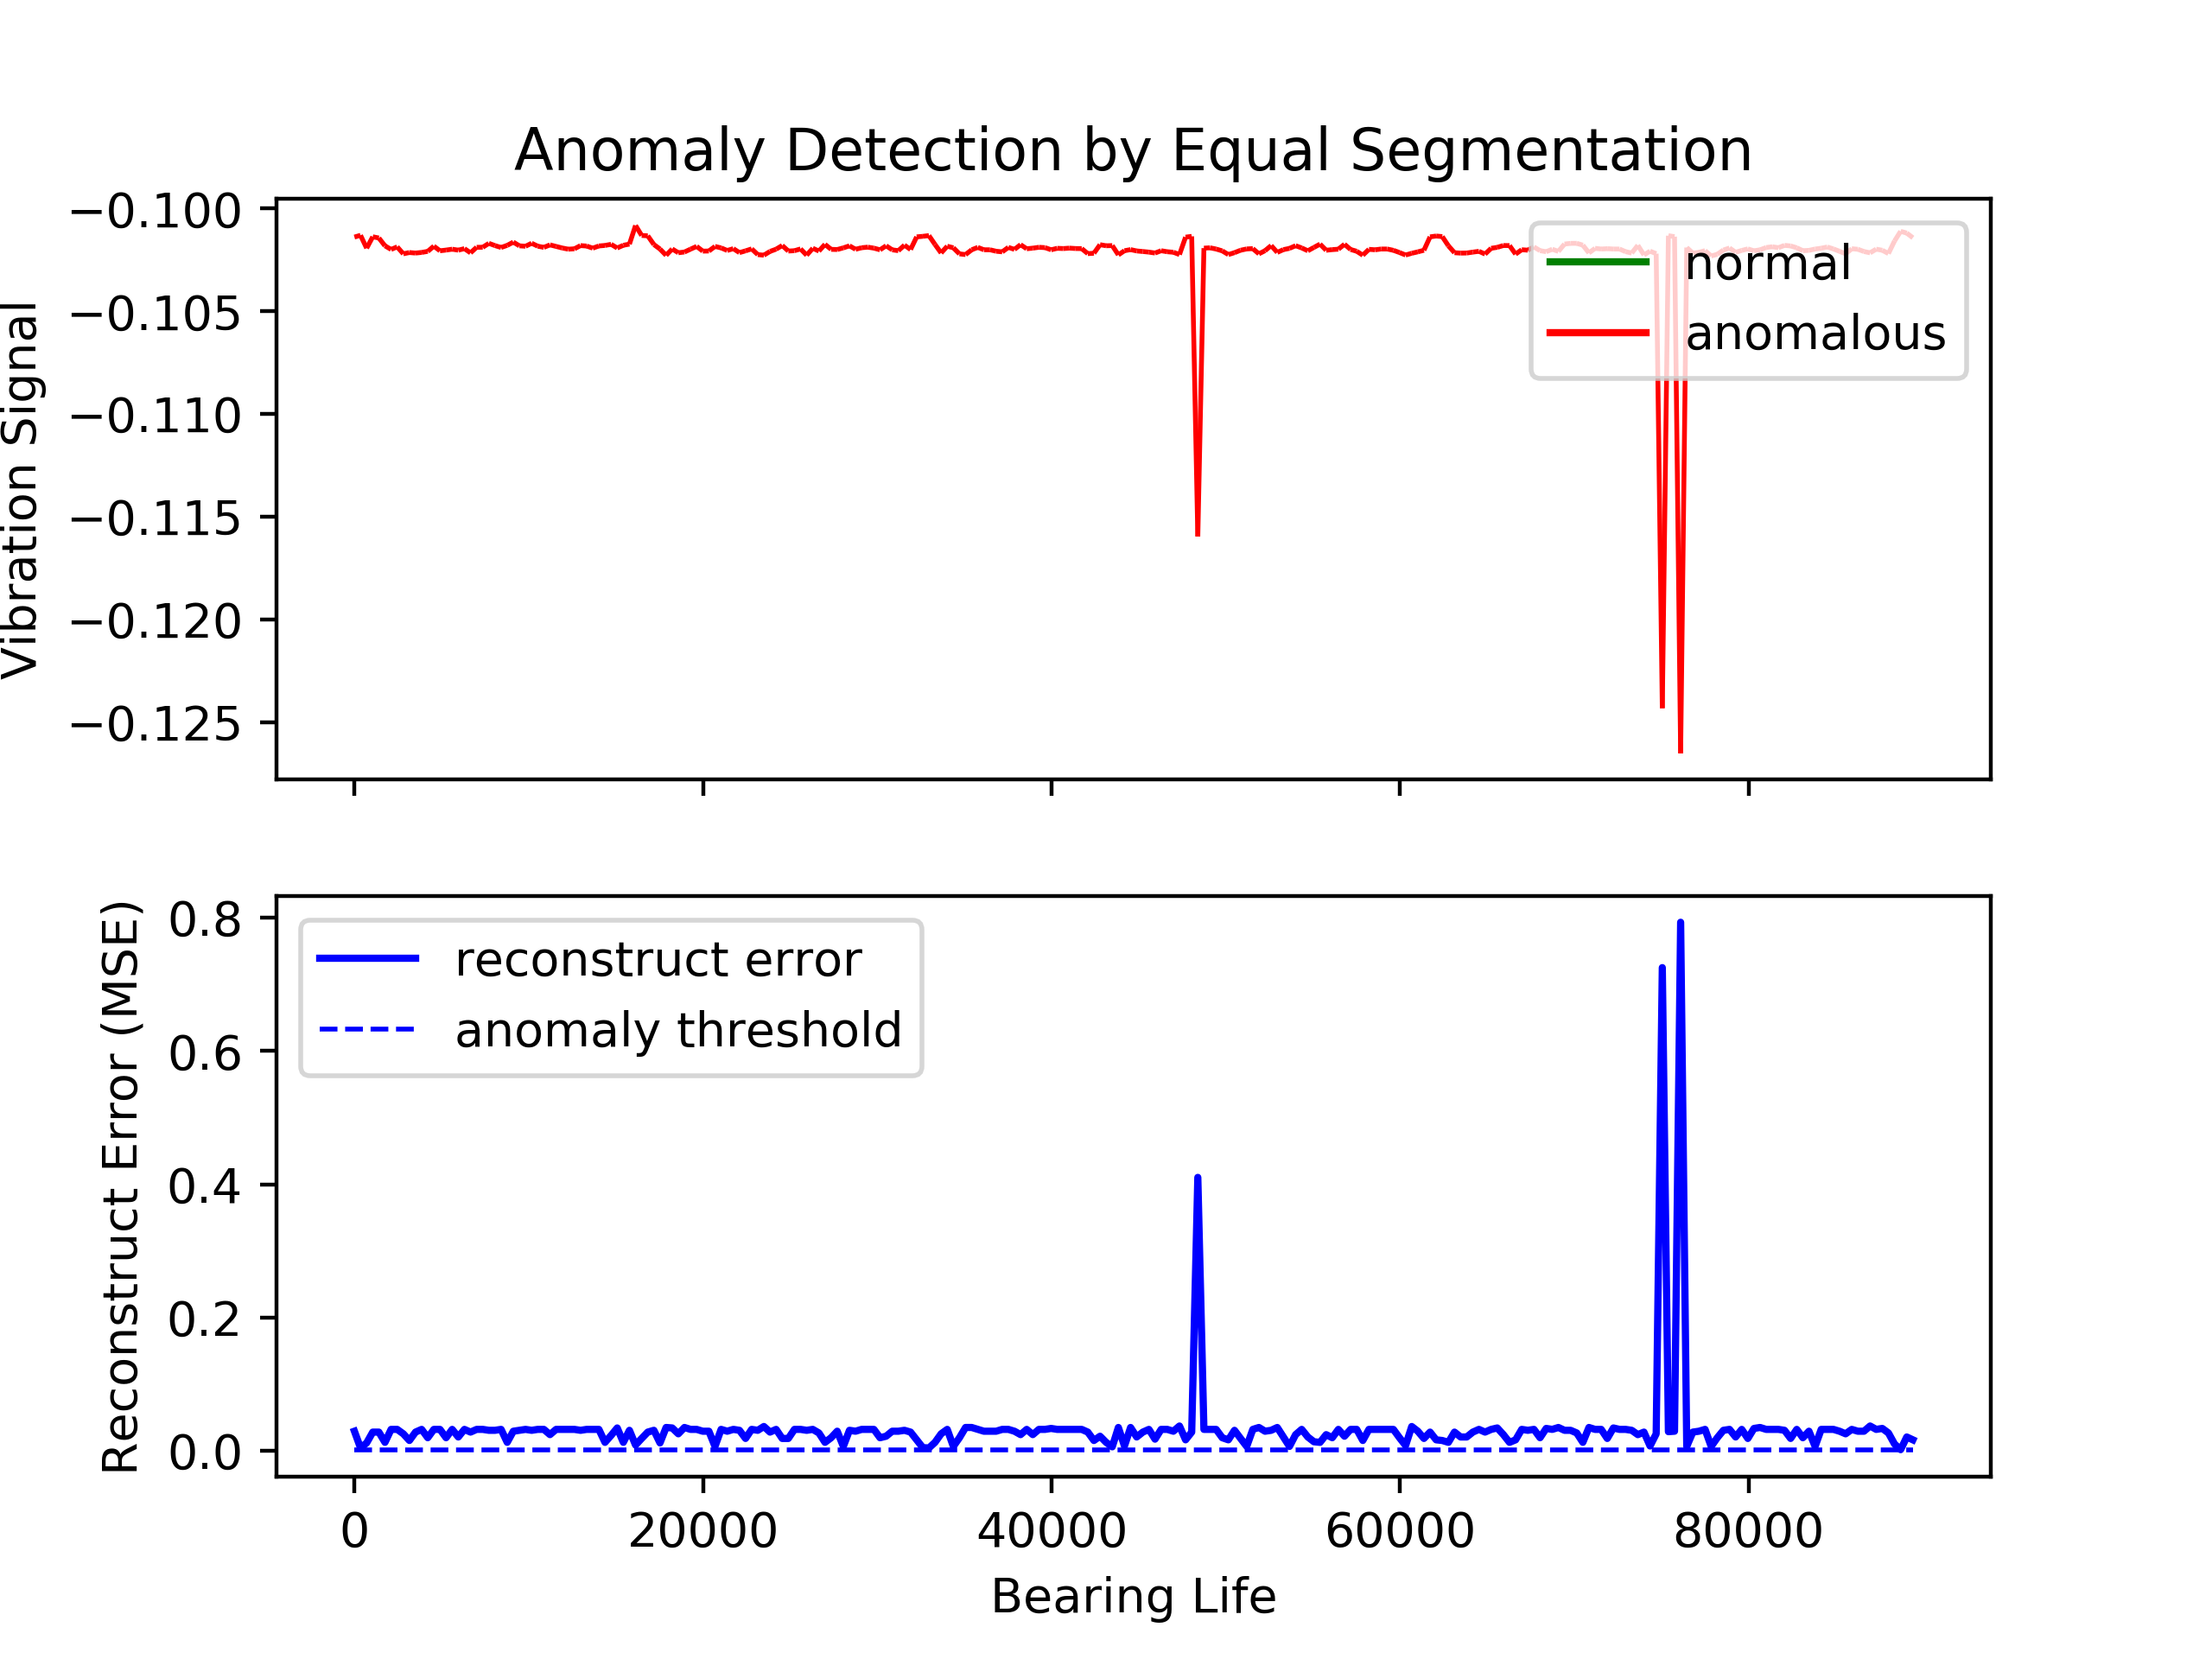 Anomaly Detection by Equal Segmentation
−0.100
−0.105
−0.110
−0.115
−0.120
−0.125
Vibration Signal
normal
anomalous
0.8
0.6
0.4
0.2
0.0
Reconstruct Error (MSE)
reconstruct error
anomaly threshold
0 20000 40000 60000 80000
Bearing Life